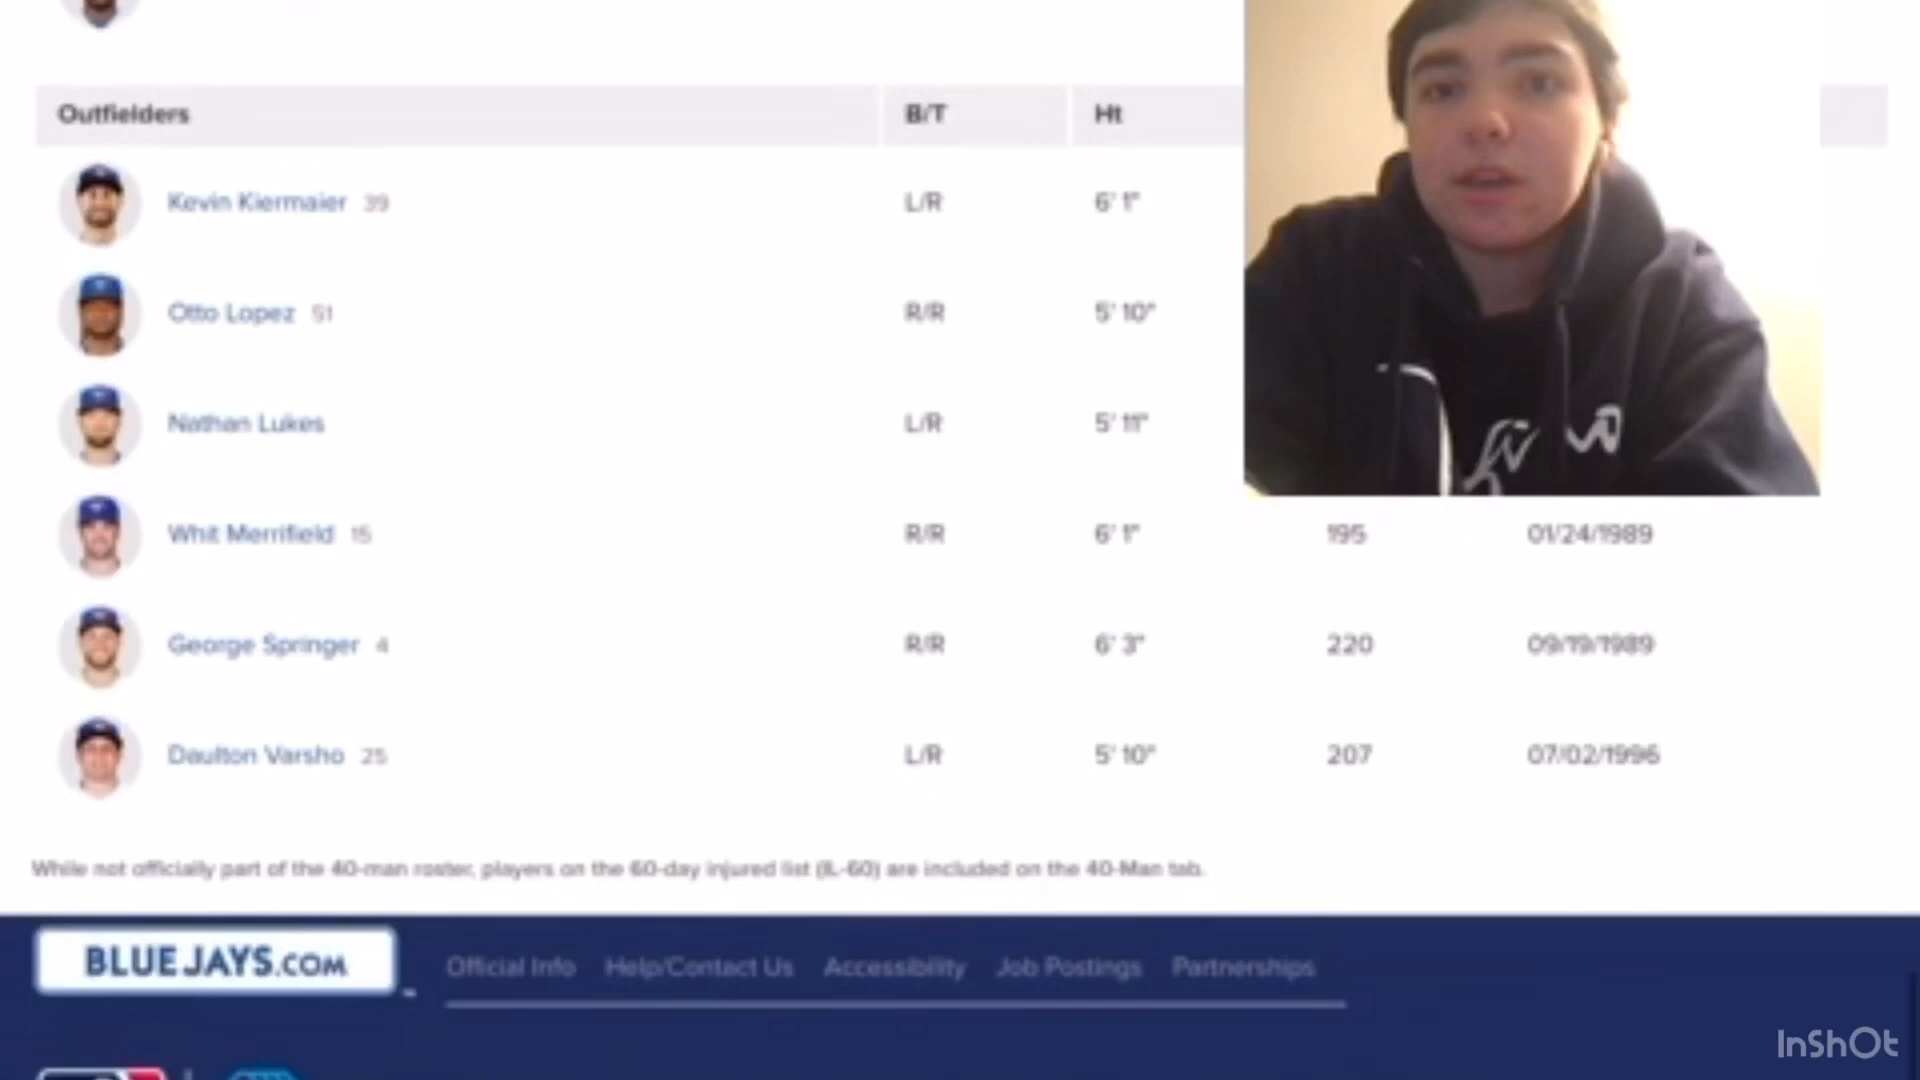 Outfielders B/T Ht
Kevin Kiermaier 39 L/R 6' 1"
Otto Lopez 51 R/R 5' 10"
Nathan Lukes L/R 5' 11"
Whit Merrifield 15 R/R 6' 1" 195 01/24/1989
George Springer 4 R/R 6' 3" 220 09/19/1989
Daulton Varsho 25 L/R 5' 10" 207 07/02/1996
While not officially part of the 40-man roster, players on the 60-day injured list (IL-60) are included on the 40-Man tab.
BLUEJAYS.COM Official Info Help/Contact Us Accessibility Job Postings Partnerships
InShOt